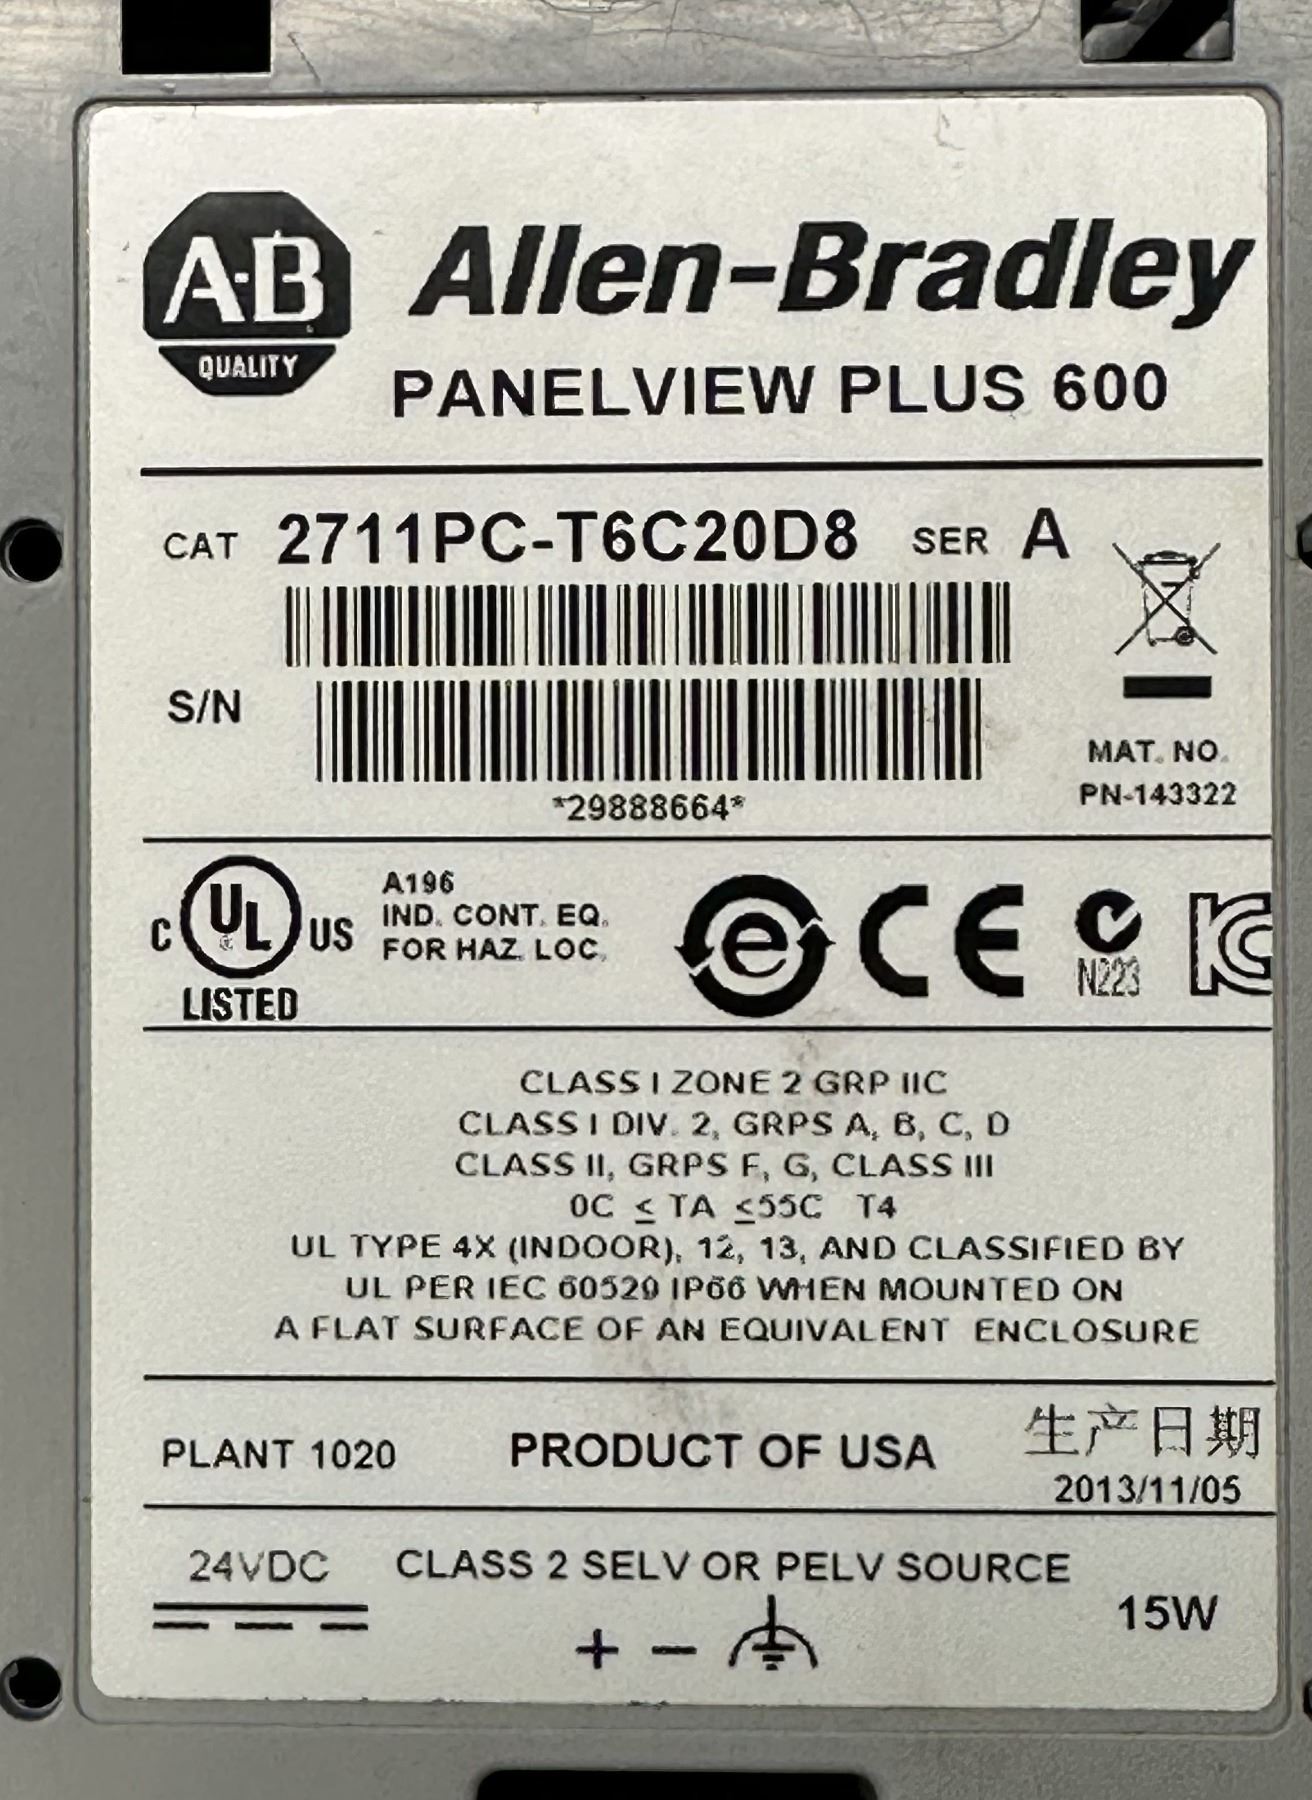 A-B
QUALITY
Allen-Bradley
PANELVIEW PLUS 600
CAT 2711PC-T6C20D8 SER A
S/N
*29888664*
MAT. NO.
PN-143322
C UL US
LISTED
A196
IND. CONT. EQ.
FOR HAZ. LOC.
e CE
N223
KC
CLASS I ZONE 2 GRP IIC
CLASS I DIV. 2, GRPS A, B, C, D
CLASS II, GRPS F, G, CLASS III
0C ≤ TA ≤55C T4
UL TYPE 4X (INDOOR), 12, 13, AND CLASSIFIED BY
UL PER IEC 60529 IP66 WHEN MOUNTED ON
A FLAT SURFACE OF AN EQUIVALENT ENCLOSURE
PLANT 1020 PRODUCT OF USA
生产日期
2013/11/05
24VDC CLASS 2 SELV OR PELV SOURCE
15W
+ −